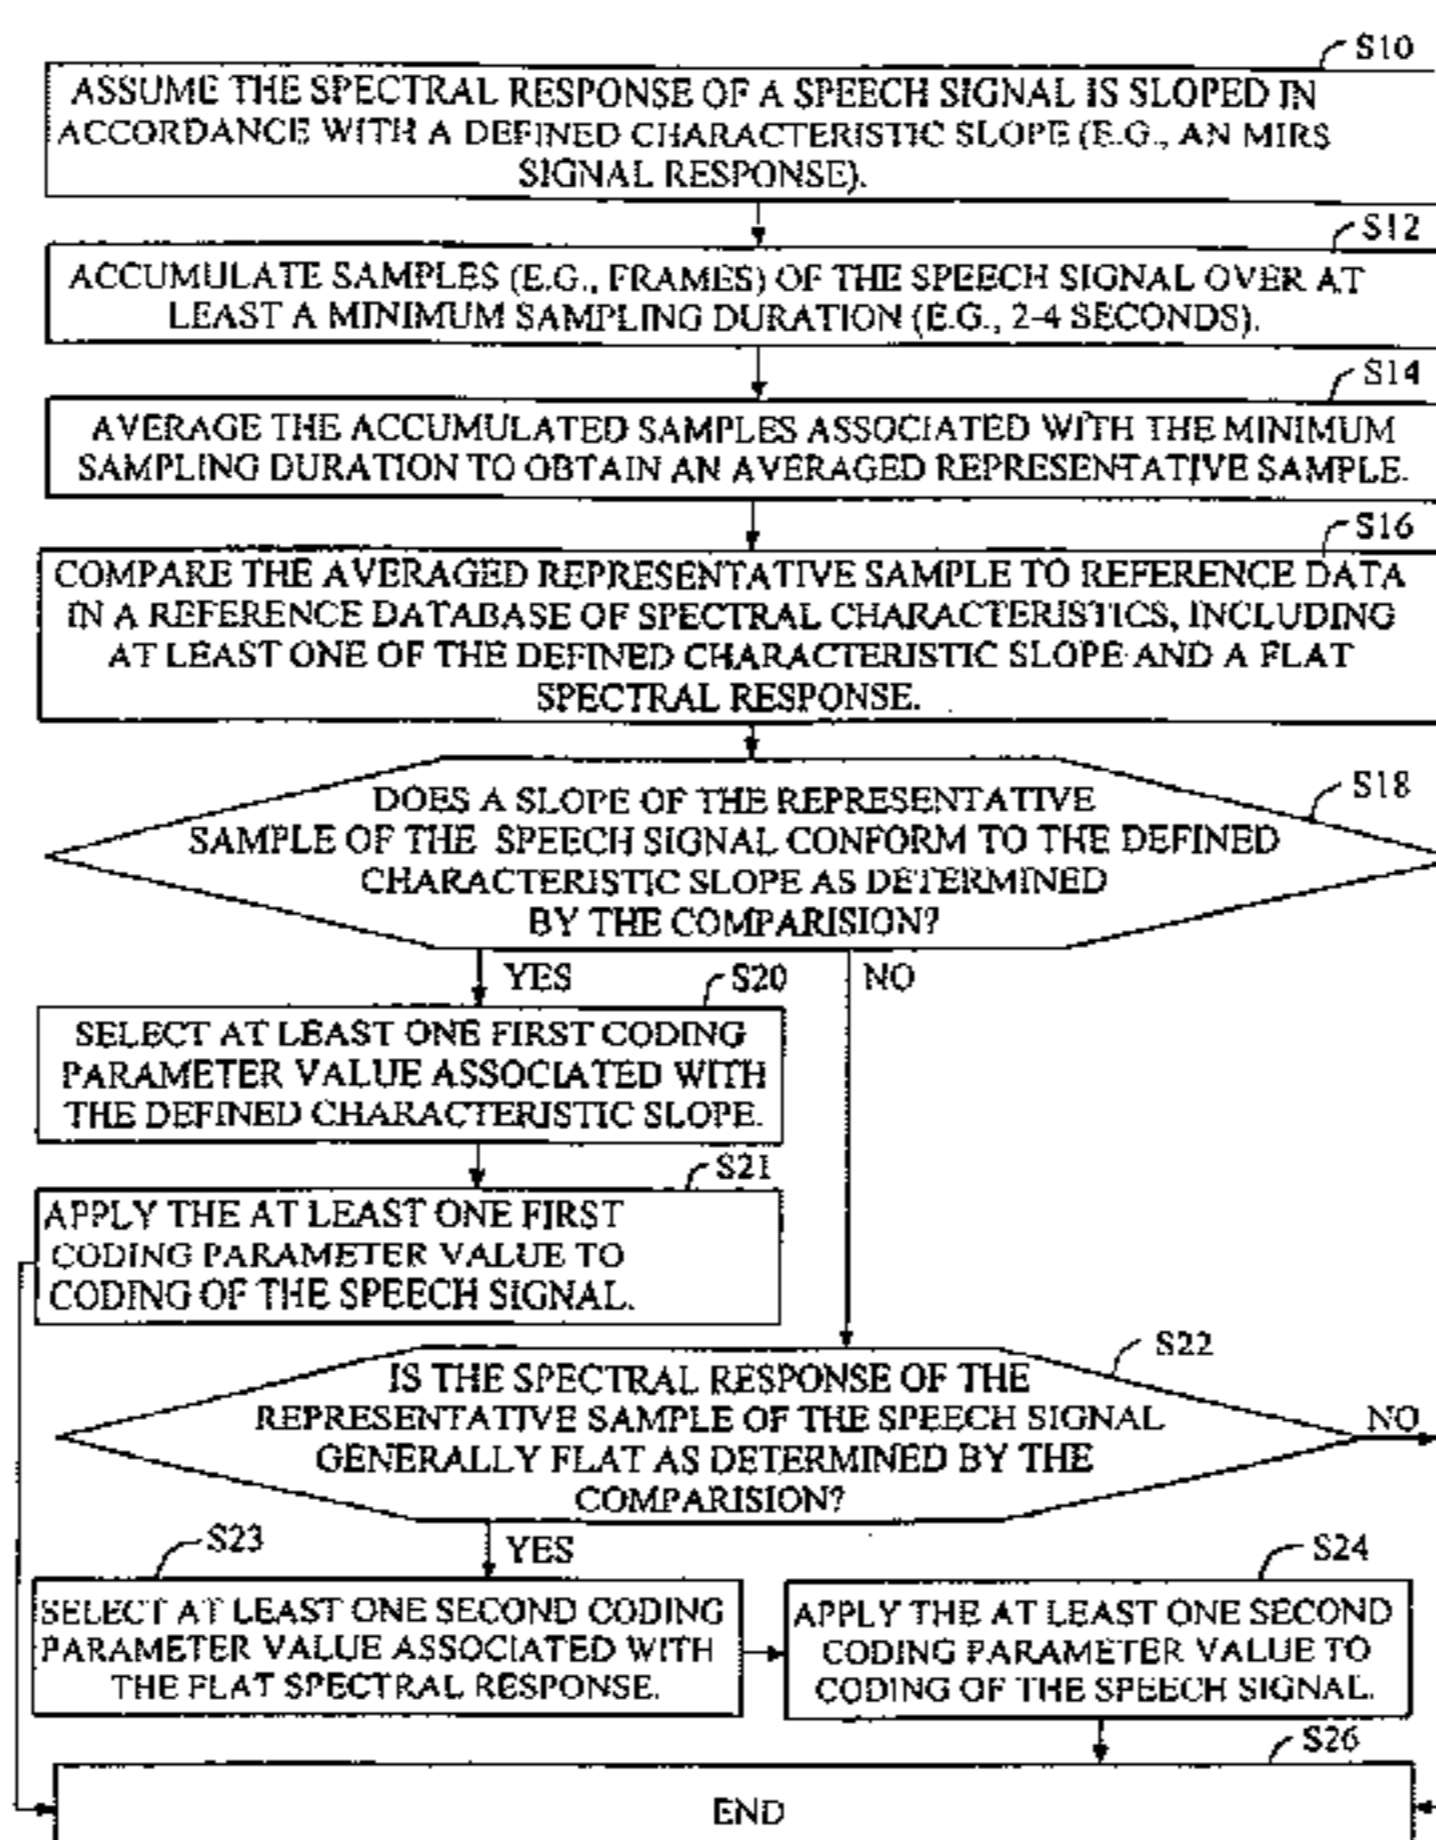 S10
ASSUME THE SPECTRAL RESPONSE OF A SPEECH SIGNAL IS SLOPED IN
ACCORDANCE WITH A DEFINED CHARACTERISTIC SLOPE (E.G., AN MIRS
SIGNAL RESPONSE).
S12
ACCUMULATE SAMPLES (E.G., FRAMES) OF THE SPEECH SIGNAL OVER AT
LEAST A MINIMUM SAMPLING DURATION (E.G., 2-4 SECONDS).
S14
AVERAGE THE ACCUMULATED SAMPLES ASSOCIATED WITH THE MINIMUM
SAMPLING DURATION TO OBTAIN AN AVERAGED REPRESENTATIVE SAMPLE.
S16
COMPARE THE AVERAGED REPRESENTATIVE SAMPLE TO REFERENCE DATA
IN A REFERENCE DATABASE OF SPECTRAL CHARACTERISTICS, INCLUDING
AT LEAST ONE OF THE DEFINED CHARACTERISTIC SLOPE AND A FLAT
SPECTRAL RESPONSE.
S18
DOES A SLOPE OF THE REPRESENTATIVE
SAMPLE OF THE SPEECH SIGNAL CONFORM TO THE DEFINED
CHARACTERISTIC SLOPE AS DETERMINED
BY THE COMPARISION?
YES
S20
NO
SELECT AT LEAST ONE FIRST CODING
PARAMETER VALUE ASSOCIATED WITH
THE DEFINED CHARACTERISTIC SLOPE.
S21
APPLY THE AT LEAST ONE FIRST
CODING PARAMETER VALUE TO
CODING OF THE SPEECH SIGNAL.
S22
IS THE SPECTRAL RESPONSE OF THE
REPRESENTATIVE SAMPLE OF THE SPEECH SIGNAL
GENERALLY FLAT AS DETERMINED BY THE
COMPARISION?
NO
S23
YES
S24
SELECT AT LEAST ONE SECOND CODING
PARAMETER VALUE ASSOCIATED WITH
THE FLAT SPECTRAL RESPONSE.
APPLY THE AT LEAST ONE SECOND
CODING PARAMETER VALUE TO
CODING OF THE SPEECH SIGNAL.
S26
END